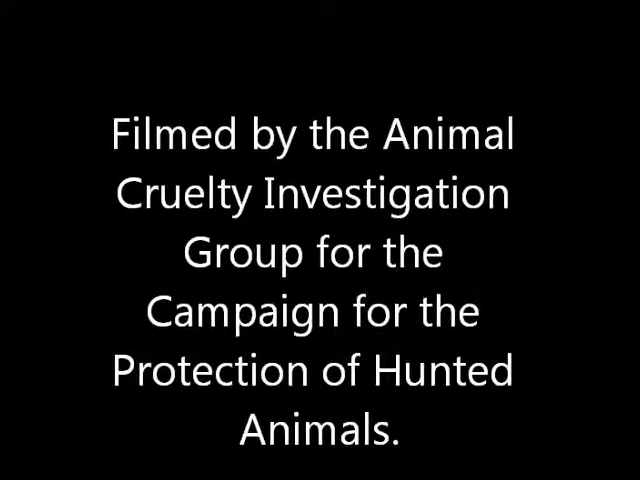 Filmed by the Animal
Cruelty Investigation
Group for the
Campaign for the
Protection of Hunted
Animals.